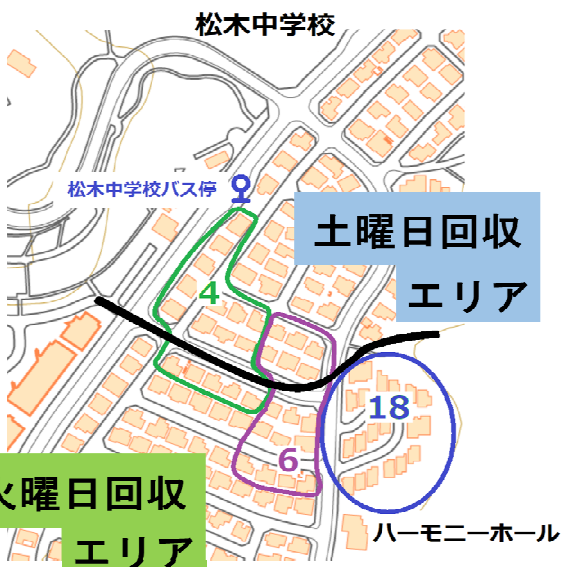 松木中学校
松木中学校バス停
土曜日回収
エリア
4
18
6
火曜日回収
エリア
ハーモニーホール